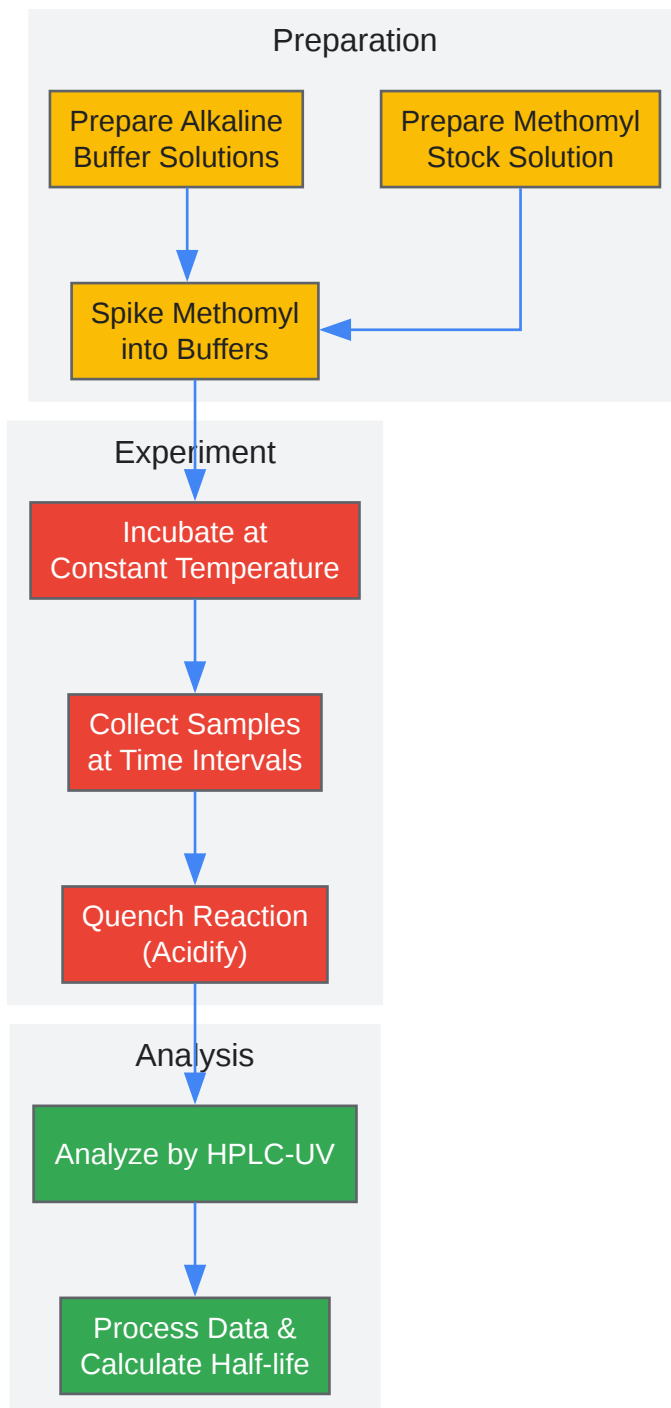 Preparation
Prepare Alkaline
Buffer Solutions
Prepare Methomyl
Stock Solution
Spike Methomyl
into Buffers
Experiment
Incubate at
Constant Temperature
Collect Samples
at Time Intervals
Quench Reaction
(Acidify)
Analysis
Analyze by HPLC-UV
Process Data &
Calculate Half-life